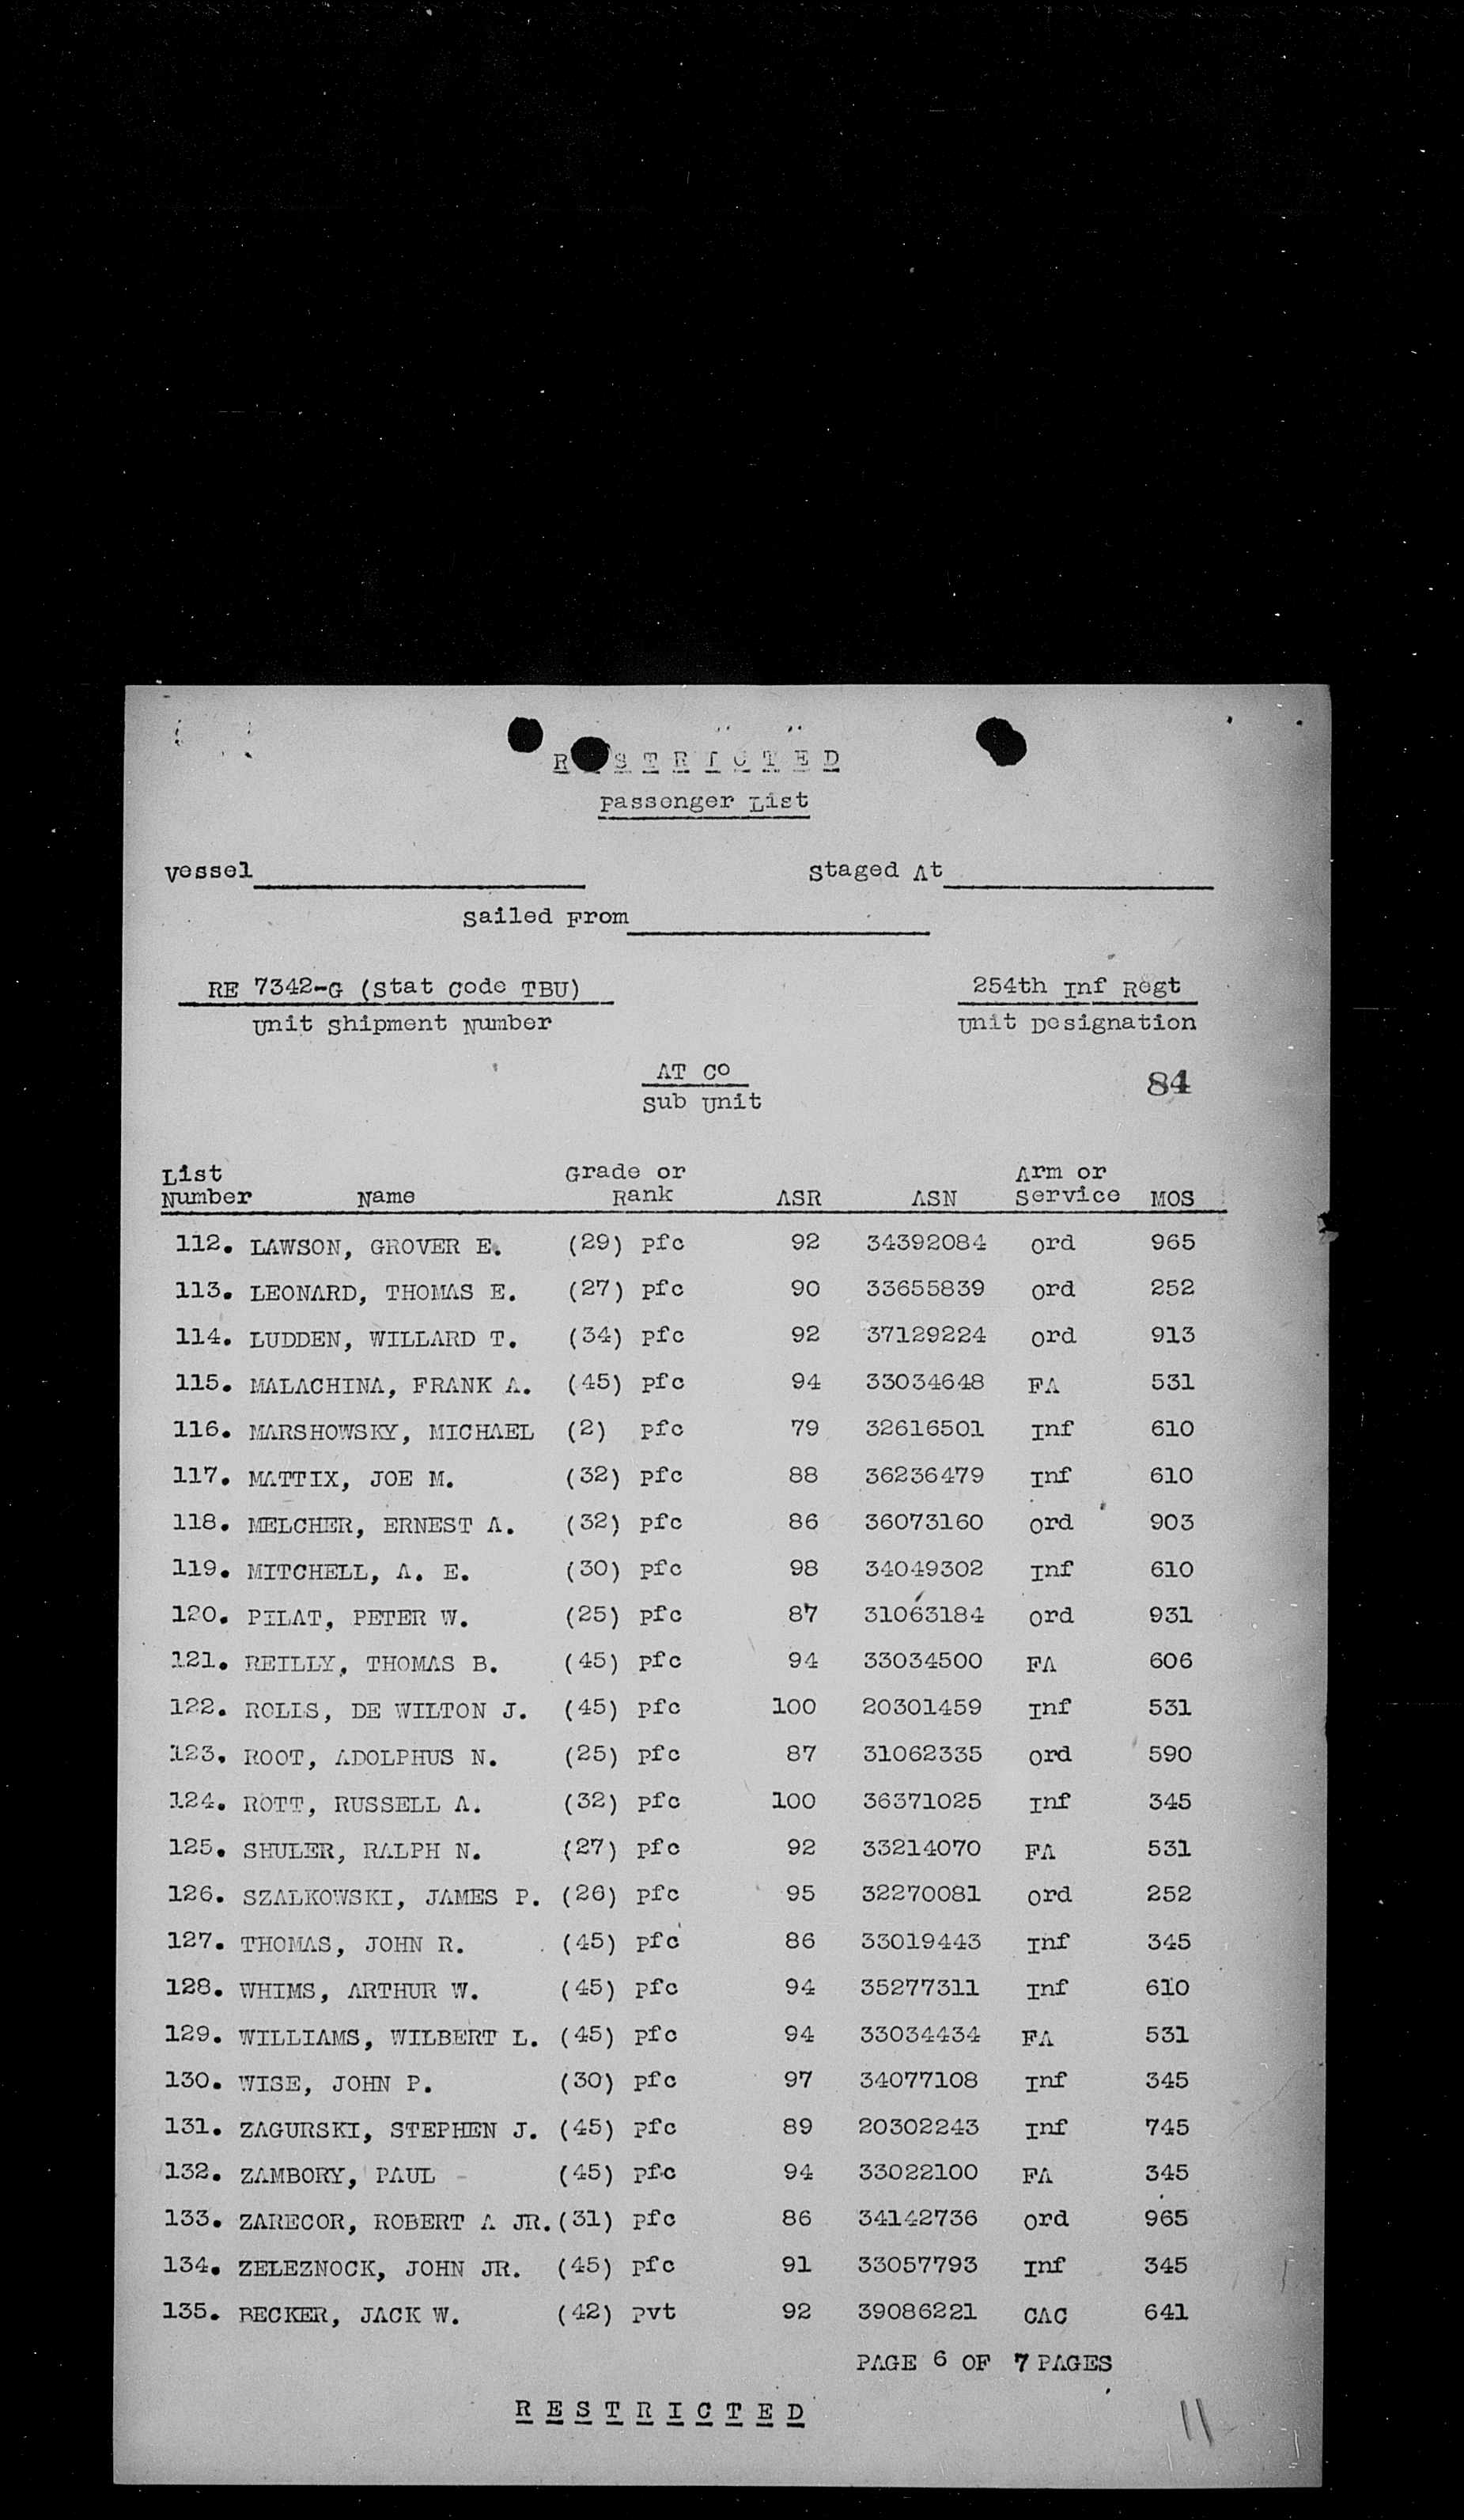 RESTRICTED
Passenger List
Vessel Staged At
Sailed From
RE 7342-G (Stat Code TBU) 254th Inf Regt
Unit Shipment Number Unit Designation
AT CO 84
Sub Unit
List Grade or Arm or
Number Name Rank ASR ASN Service MOS
112. LAWSON, GROVER E. (29) Pfc 92 34392084 Ord 965
113. LEONARD, THOMAS E. (27) Pfc 90 33655839 Ord 252
114. LUDDEN, WILLARD T. (34) Pfc 92 37129224 Ord 913
115. MALACHINA, FRANK A. (45) Pfc 94 33034648 FA 531
116. MARSHOWSKY, MICHAEL (2) Pfc 79 32616501 Inf 610
117. MATTIX, JOE M. (32) Pfc 88 36236479 Inf 610
118. MELCHER, ERNEST A. (32) Pfc 86 36073160 Ord 903
119. MITCHELL, A. E. (30) Pfc 98 34049302 Inf 610
120. PILAT, PETER W. (25) Pfc 87 31063184 Ord 931
121. REILLY, THOMAS B. (45) Pfc 94 33034500 FA 606
122. ROLLS, DE WILTON J. (45) Pfc 100 20301459 Inf 531
123. ROOT, ADOLPHUS N. (25) Pfc 87 31062335 Ord 590
124. ROTT, RUSSELL A. (32) Pfc 100 36371025 Inf 345
125. SHULER, RALPH N. (27) Pfc 92 33214070 FA 531
126. SZALKOWSKI, JAMES P. (26) Pfc 95 32270081 Ord 252
127. THOMAS, JOHN R. (45) Pfc 86 33019443 Inf 345
128. WHIMS, ARTHUR W. (45) Pfc 94 35277311 Inf 610
129. WILLIAMS, WILBERT L. (45) Pfc 94 33034434 FA 531
130. WISE, JOHN P. (30) Pfc 97 34077108 Inf 345
131. ZAGURSKI, STEPHEN J. (45) Pfc 89 20302243 Inf 745
132. ZAMBORY, PAUL (45) Pfc 94 33022100 FA 345
133. ZARECOR, ROBERT A JR. (31) Pfc 86 34142736 Ord 965
134. ZELEZNOCK, JOHN JR. (45) Pfc 91 33057793 Inf 345
135. BECKER, JACK W. (42) Pvt 92 39086221 CAC 641
PAGE 6 OF 7 PAGES
RESTRICTED
11